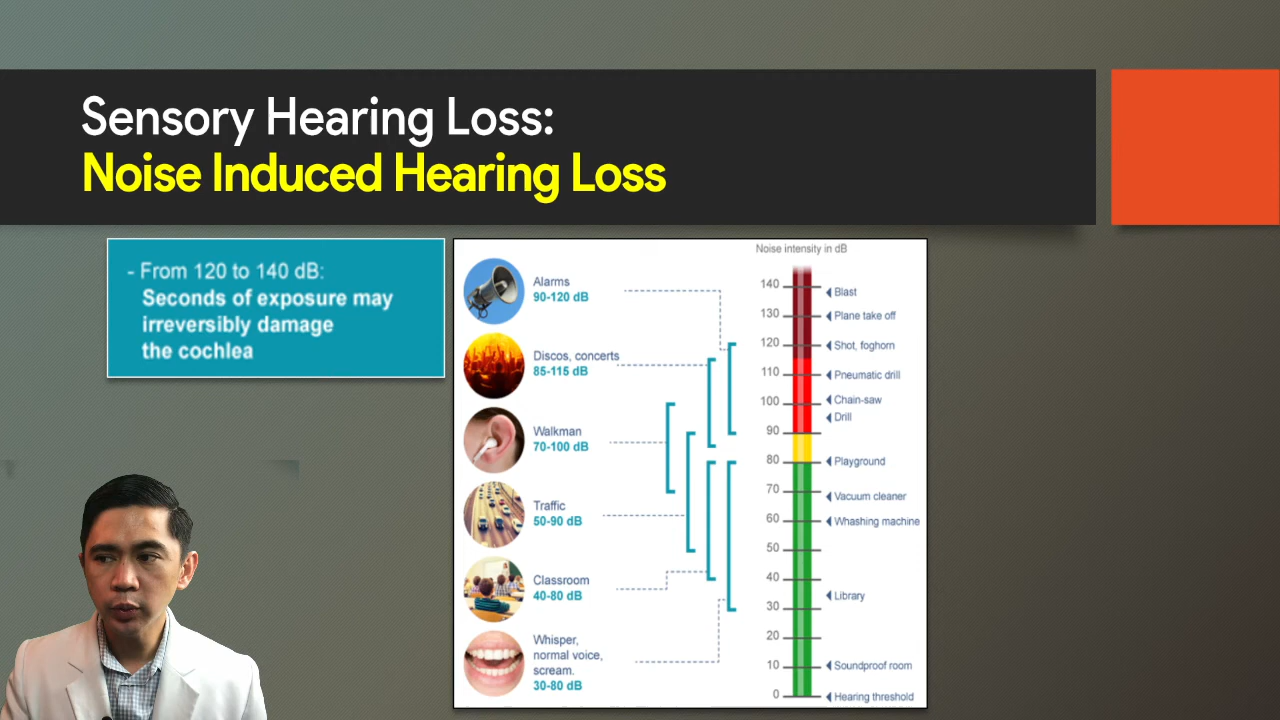 Sensory Hearing Loss:
Noise Induced Hearing Loss
- From 120 to 140 dB:
Seconds of exposure may
irreversibly damage
the cochlea
Noise intensity in dB
Alarms
90-120 dB
Discos, concerts
85-115 dB
Walkman
70-100 dB
Traffic
50-90 dB
Classroom
40-80 dB
Whisper,
normal voice,
scream.
30-80 dB
140
Blast
130
Plane take off
120
Shot, foghorn
110
Pneumatic drill
100
Chain-saw
Drill
90
80
Playground
70
Vacuum cleaner
60
Whashing machine
50
40
Library
30
20
10
Soundproof room
0
Hearing threshold